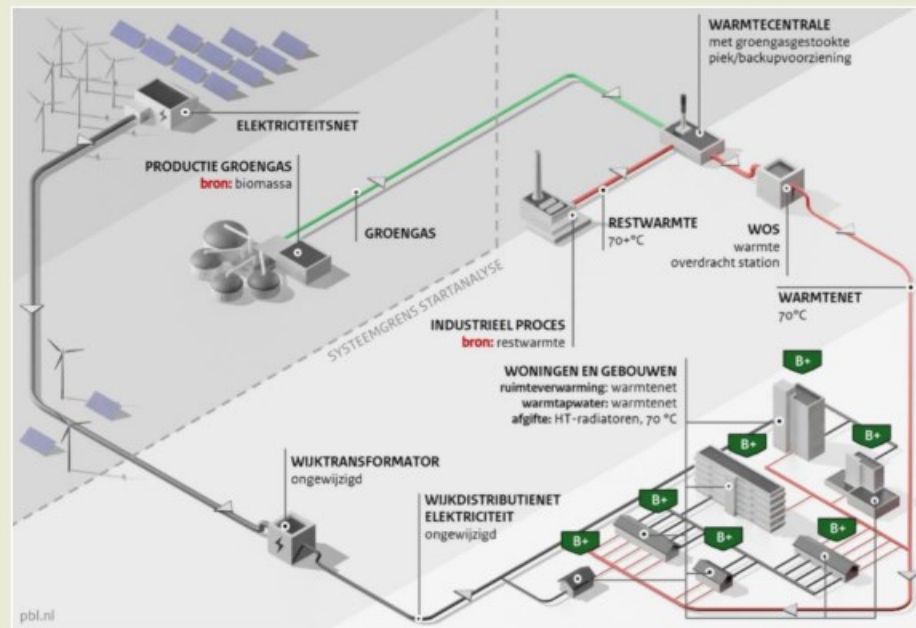 WARMTECENTRALE
met groengasgestookte
piek/backupvoorziening
ELEKTRICITEITSNET
PRODUCTIE GROENGAS
bron: biomassa
GROENGAS
RESTWARMTE
70+°C
WOS
warmte
overdracht station
WARMTENET
70°C
SYSTEEMGRENS STARTANALYSE
INDUSTRIEEL PROCES
bron: restwarmte
WONINGEN EN GEBOUWEN
ruimteverwarming: warmtenet
warmtapwater: warmtenet
afgifte: HT-radiatoren, 70 °C
B+
B+
B+
B+
B+
B+
B+
WIJKTRANSFORMATOR
ongewijzigd
WIJKDISTRIBUTIENET
ELEKTRICITEIT
ongewijzigd
pbl.nl